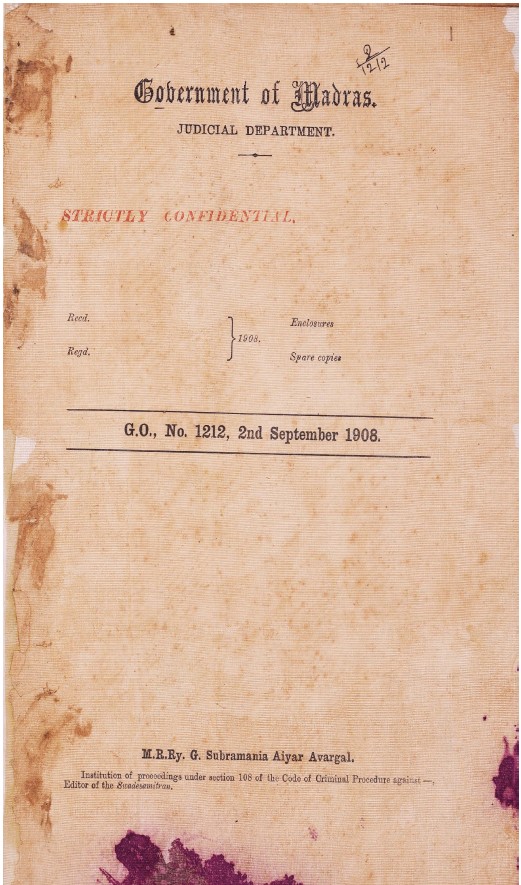 2
1212
Government of Madras.
JUDICIAL DEPARTMENT.
STRICTLY CONFIDENTIAL.
Recd.
Regd.
1908.
Enclosures
Spare copies
G.O., No. 1212, 2nd September 1908.
M.R.Ry. G. Subramania Aiyar Avargal.
Institution of proceedings under section 108 of the Code of Criminal Procedure against —,
Editor of the Swadesamitran.